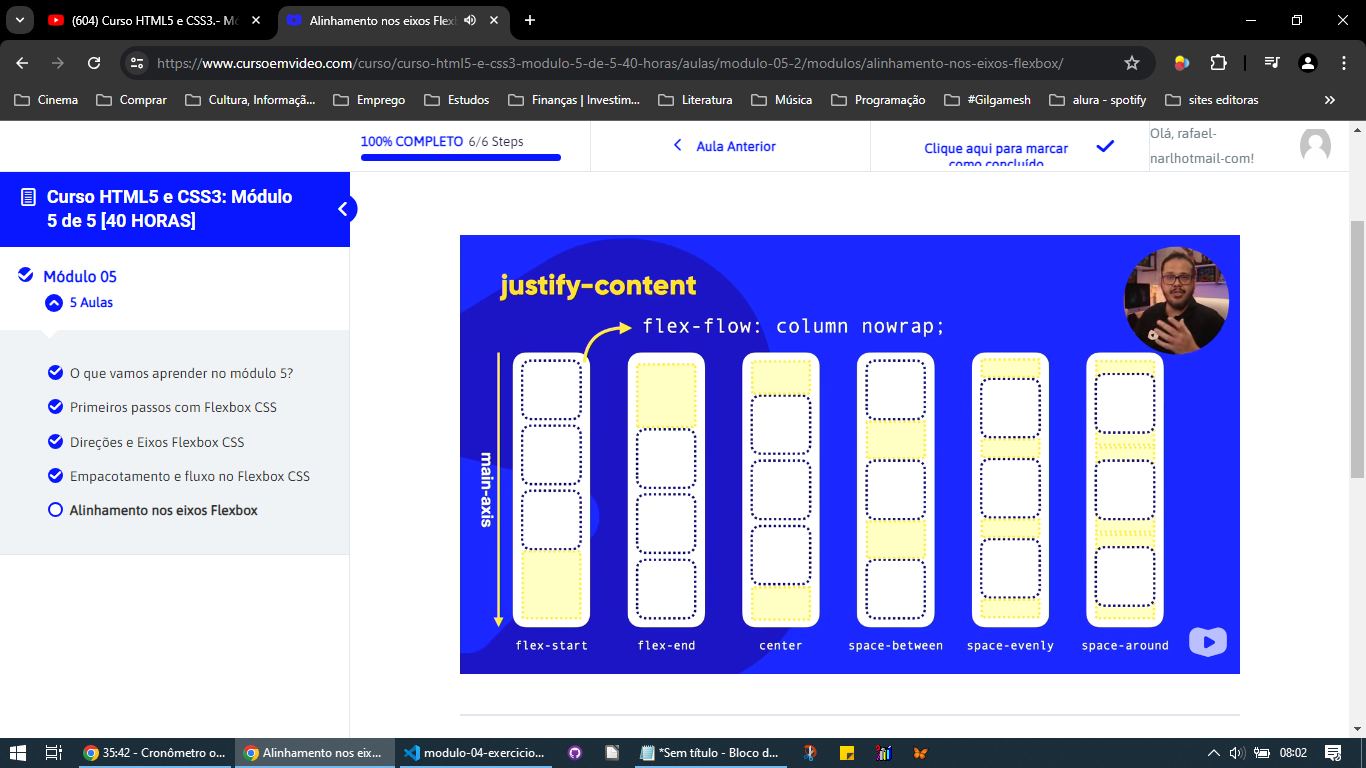 (604) Curso HTML5 e CSS3.- Mó
Alinhamento nos eixos Flex
https://www.cursoemvideo.com/curso/curso-html5-e-css3-modulo-5-de-5-40-horas/aulas/modulo-05-2/modulos/alinhamento-nos-eixos-flexbox/
Cinema
Comprar
Cultura, Informaçã...
Emprego
Estudos
Finanças | Investim...
Literatura
Música
Programação
#Gilgamesh
alura - spotify
sites editoras
100% COMPLETO 6/6 Steps
Aula Anterior
Clique aqui para marcar
como concluído
Olá, rafael-
narlhotmail-com!
Curso HTML5 e CSS3: Módulo
5 de 5 [40 HORAS]
Módulo 05
5 Aulas
O que vamos aprender no módulo 5?
Primeiros passos com Flexbox CSS
Direções e Eixos Flexbox CSS
Empacotamento e fluxo no Flexbox CSS
Alinhamento nos eixos Flexbox
justify-content
flex-flow: column nowrap;
main-axis
flex-start
flex-end
center
space-between
space-evenly
space-around
35:42 - Cronômetro o...
Alinhamento nos eix...
modulo-04-exercicio...
*Sem título - Bloco d...
08:02